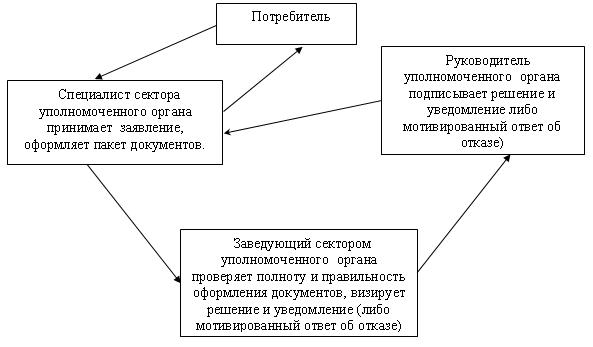 Потребитель
Специалист сектора
уполномоченного органа
принимает заявление,
оформляет пакет документов.
Руководитель
уполномоченного органа
подписывает решение и
уведомление либо
мотивированный ответ об
отказе)
Заведующий сектором
уполномоченного органа
проверяет полноту и правильность
оформления документов, визирует
решение и уведомление (либо
мотивированный ответ об отказе)